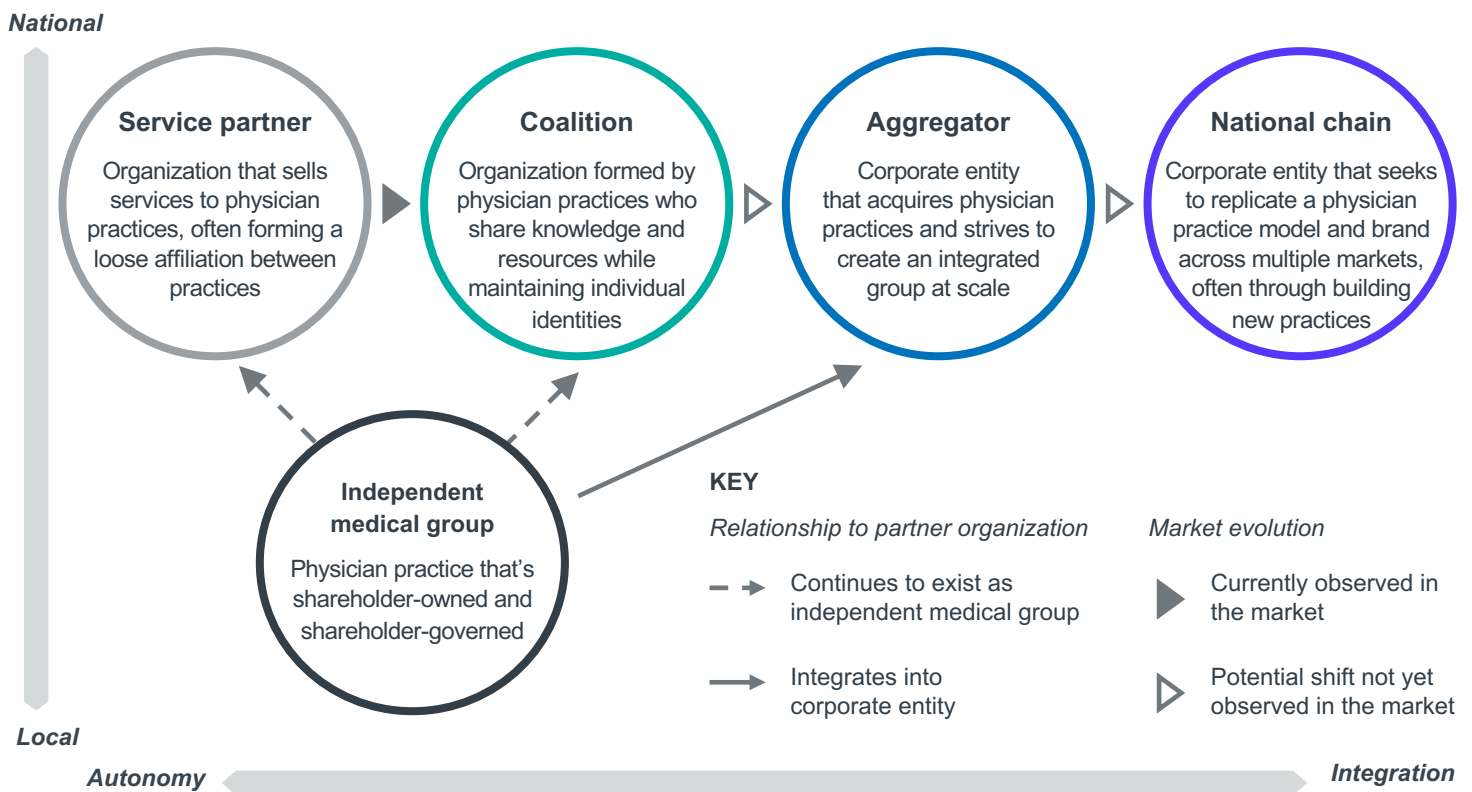 National
Service partner
Organization that sells
services to physician
practices, often forming a
loose affiliation between
practices
Coalition
Organization formed by
physician practices who
share knowledge and
resources while
maintaining individual
identities
Aggregator
Corporate entity
that acquires physician
practices and strives to
create an integrated
group at scale
National chain
Corporate entity that seeks
to replicate a physician
practice model and brand
across multiple markets,
often through building
new practices
Independent
medical group
Physician practice that’s
shareholder-owned and
shareholder-governed
KEY
Relationship to partner organization
Continues to exist as
independent medical group
Integrates into
corporate entity
Market evolution
Currently observed in
the market
Potential shift not yet
observed in the market
Local
Autonomy
Integration